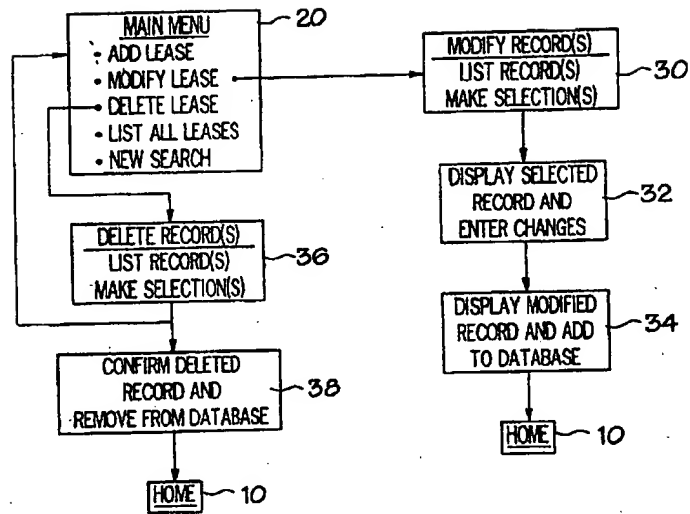 MAIN MENU
20
• ADD LEASE
• MODIFY LEASE
• DELETE LEASE
• LIST ALL LEASES
• NEW SEARCH
MODIFY RECORD(S)
LIST RECORD(S)
MAKE SELECTION(S)
30
DISPLAY SELECTED
RECORD AND
ENTER CHANGES
32
DELETE RECORD(S)
LIST RECORD(S)
MAKE SELECTION(S)
36
DISPLAY MODIFIED
RECORD AND ADD
TO DATABASE
34
CONFIRM DELETED
RECORD AND
REMOVE FROM DATABASE
38
HOME
10
HOME
10